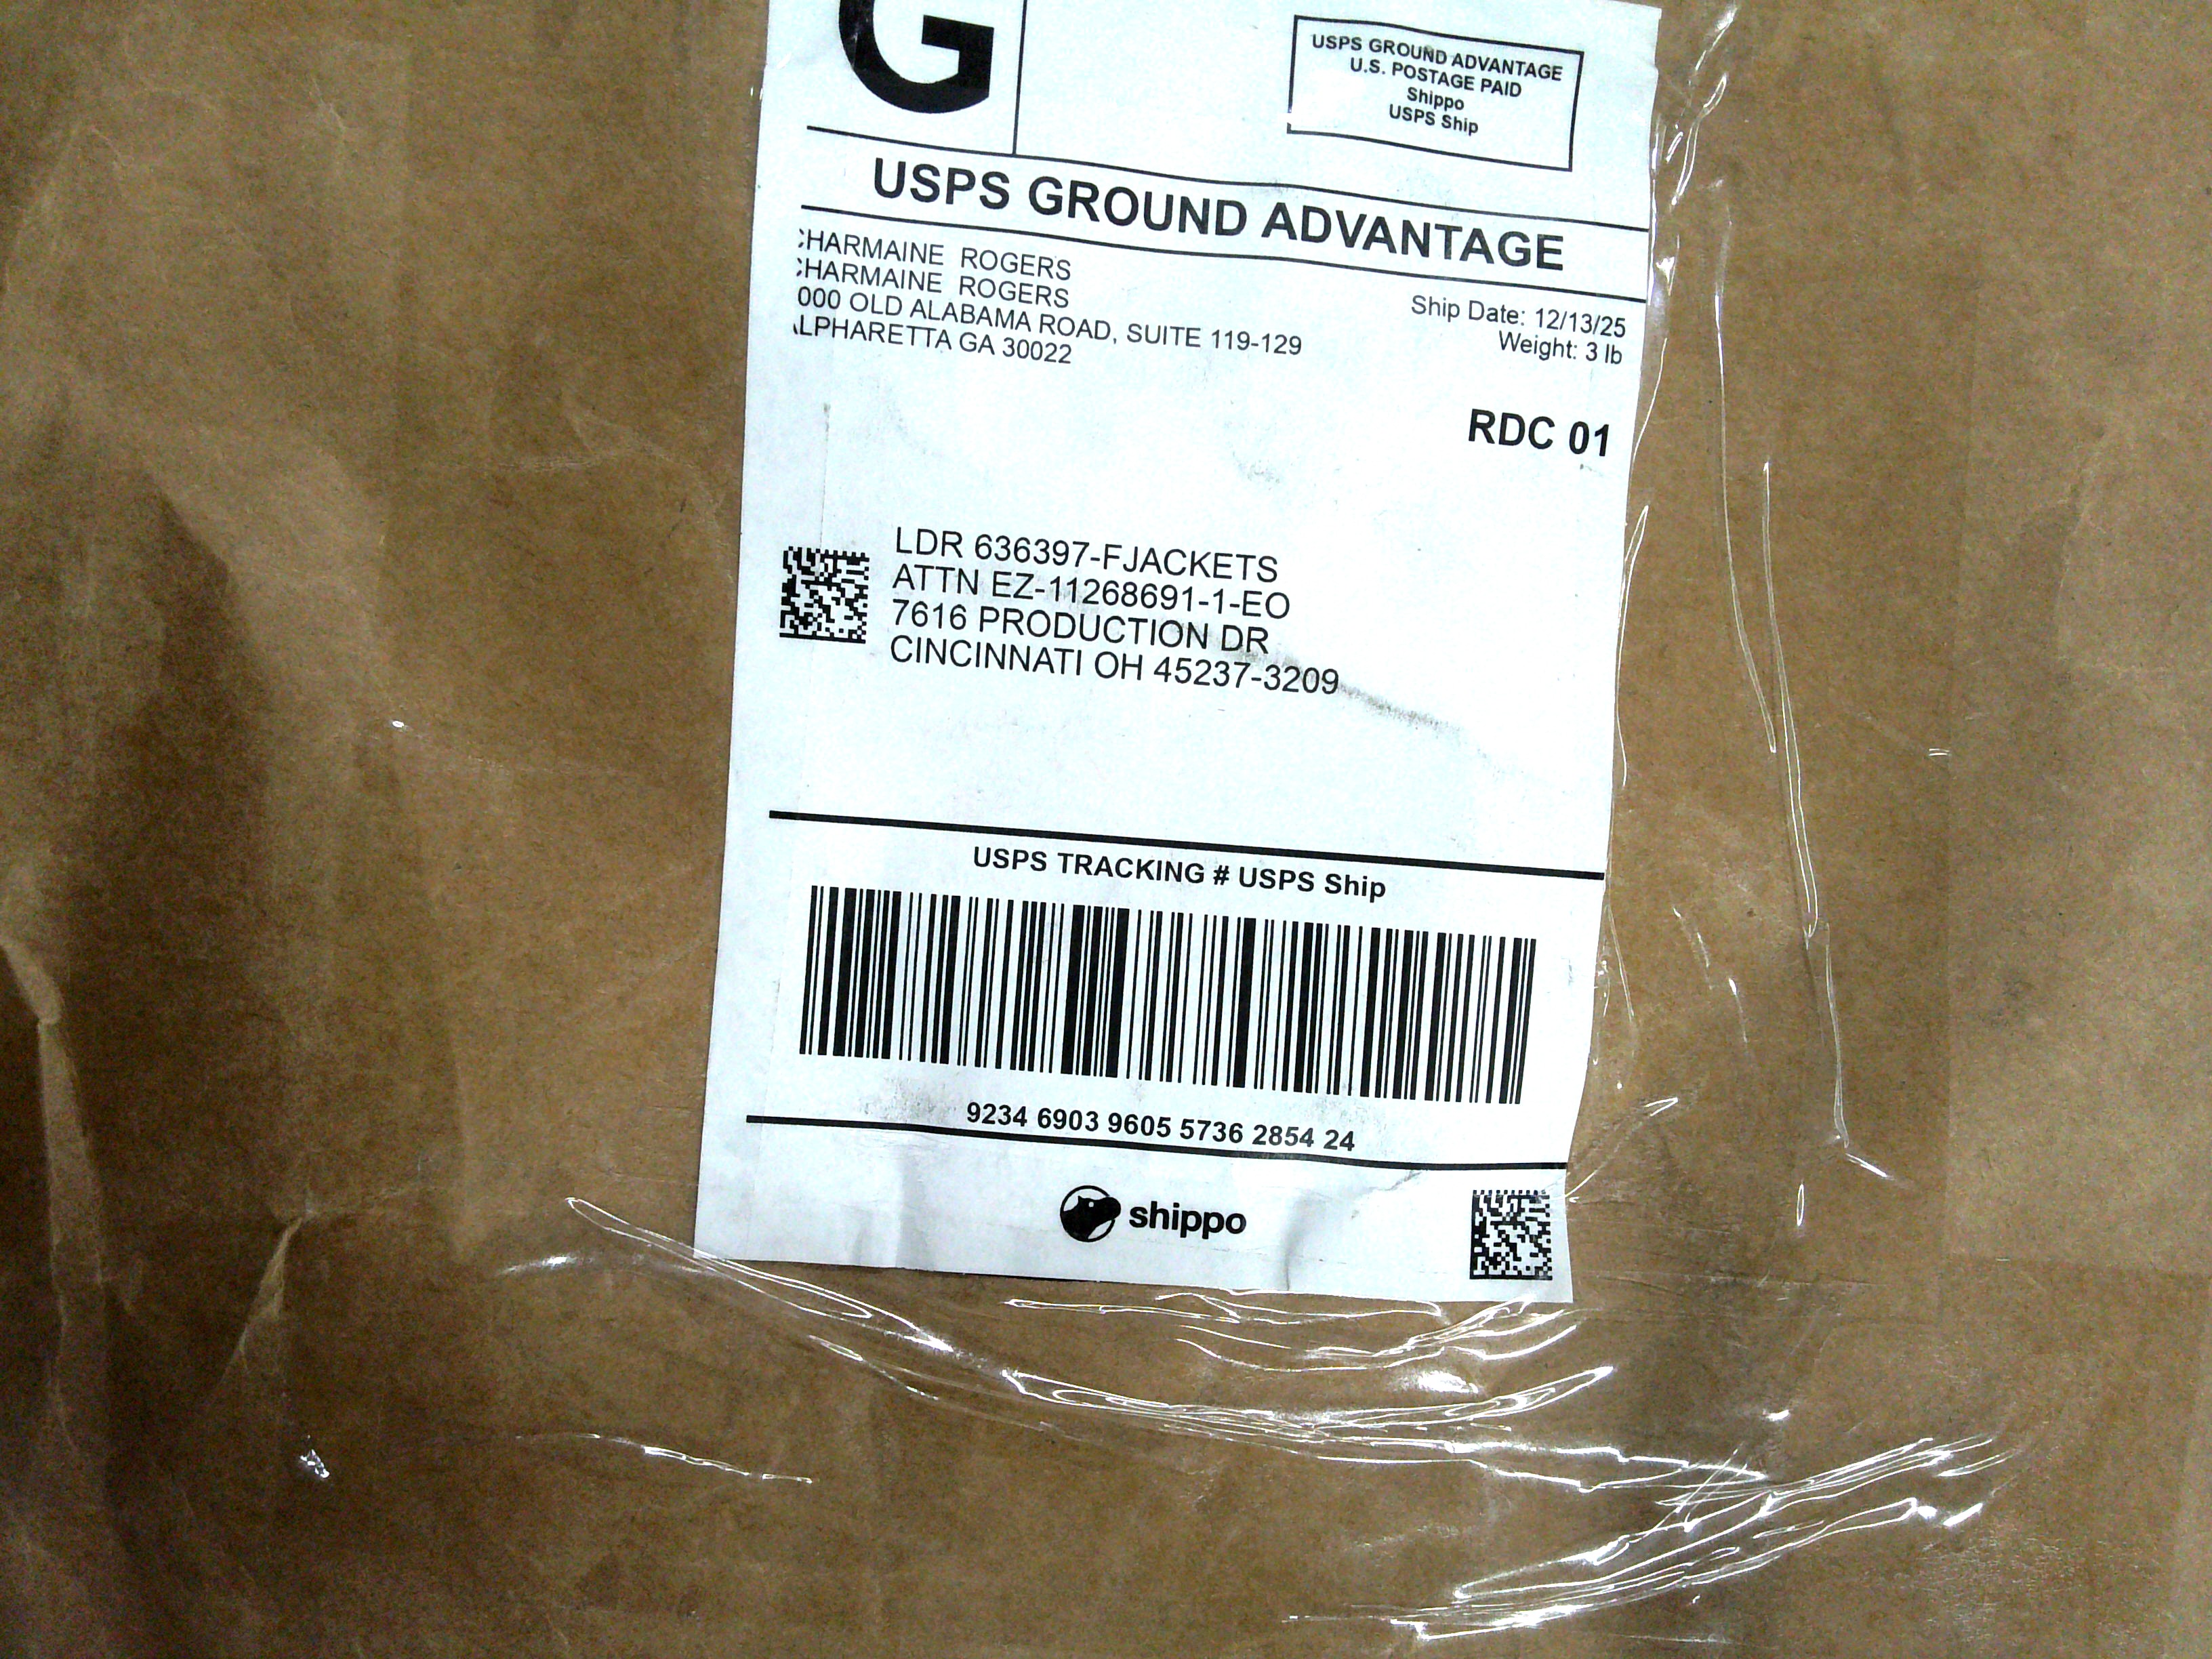 G
USPS GROUND ADVANTAGE
U.S. POSTAGE PAID
Shippo
USPS Ship
USPS GROUND ADVANTAGE
CHARMAINE ROGERS
CHARMAINE ROGERS
000 OLD ALABAMA ROAD, SUITE 119-129
ALPHARETTA GA 30022
Ship Date: 12/13/25
Weight: 3 lb
RDC 01
LDR 636397-FJACKETS
ATTN EZ-11268691-1-EO
7616 PRODUCTION DR
CINCINNATI OH 45237-3209
USPS TRACKING # USPS Ship
9234 6903 9605 5736 2854 24
shippo